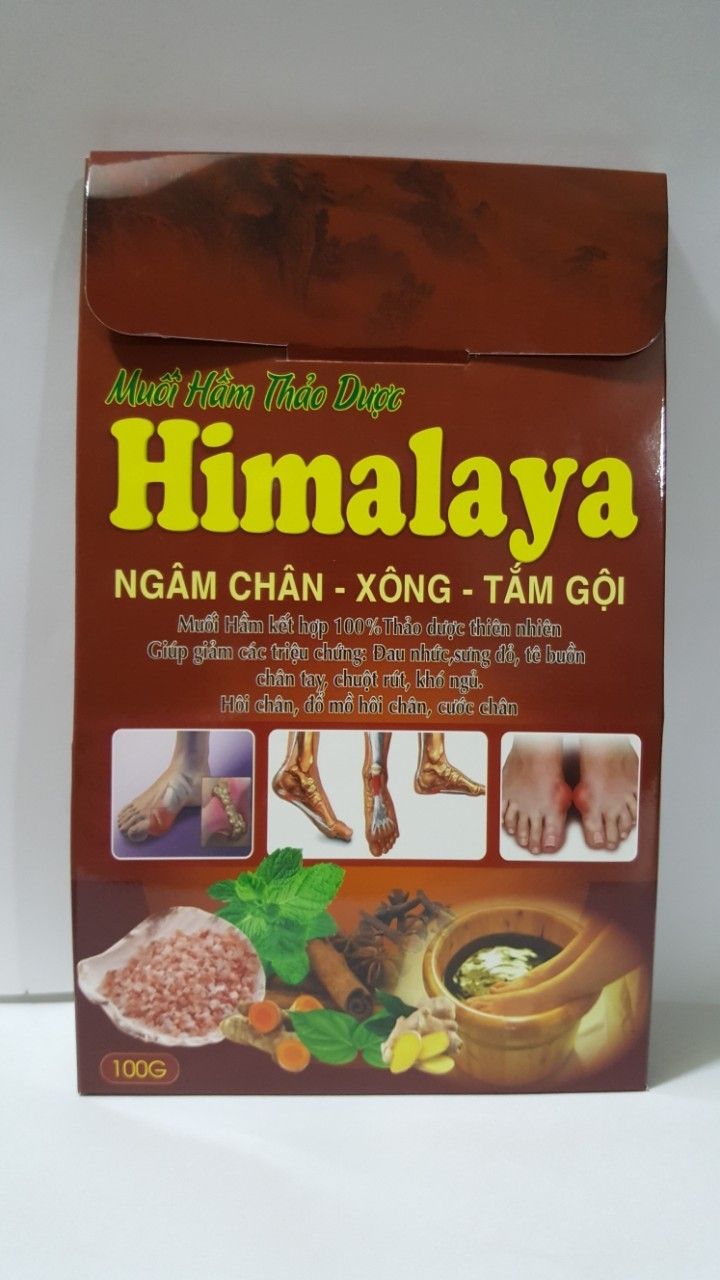 Muối Hầm Thảo Dược
Himalaya
NGÂM CHÂN - XÔNG - TẮM GỘI
Muối Hầm kết hợp 100%Thảo dược thiên nhiên
Giúp giảm các triệu chứng: Đau nhức,sưng đỏ, tê buồn
chân tay, chuột rút, khó ngủ.
Hôi chân, đổ mồ hôi chân, cước chân
100G